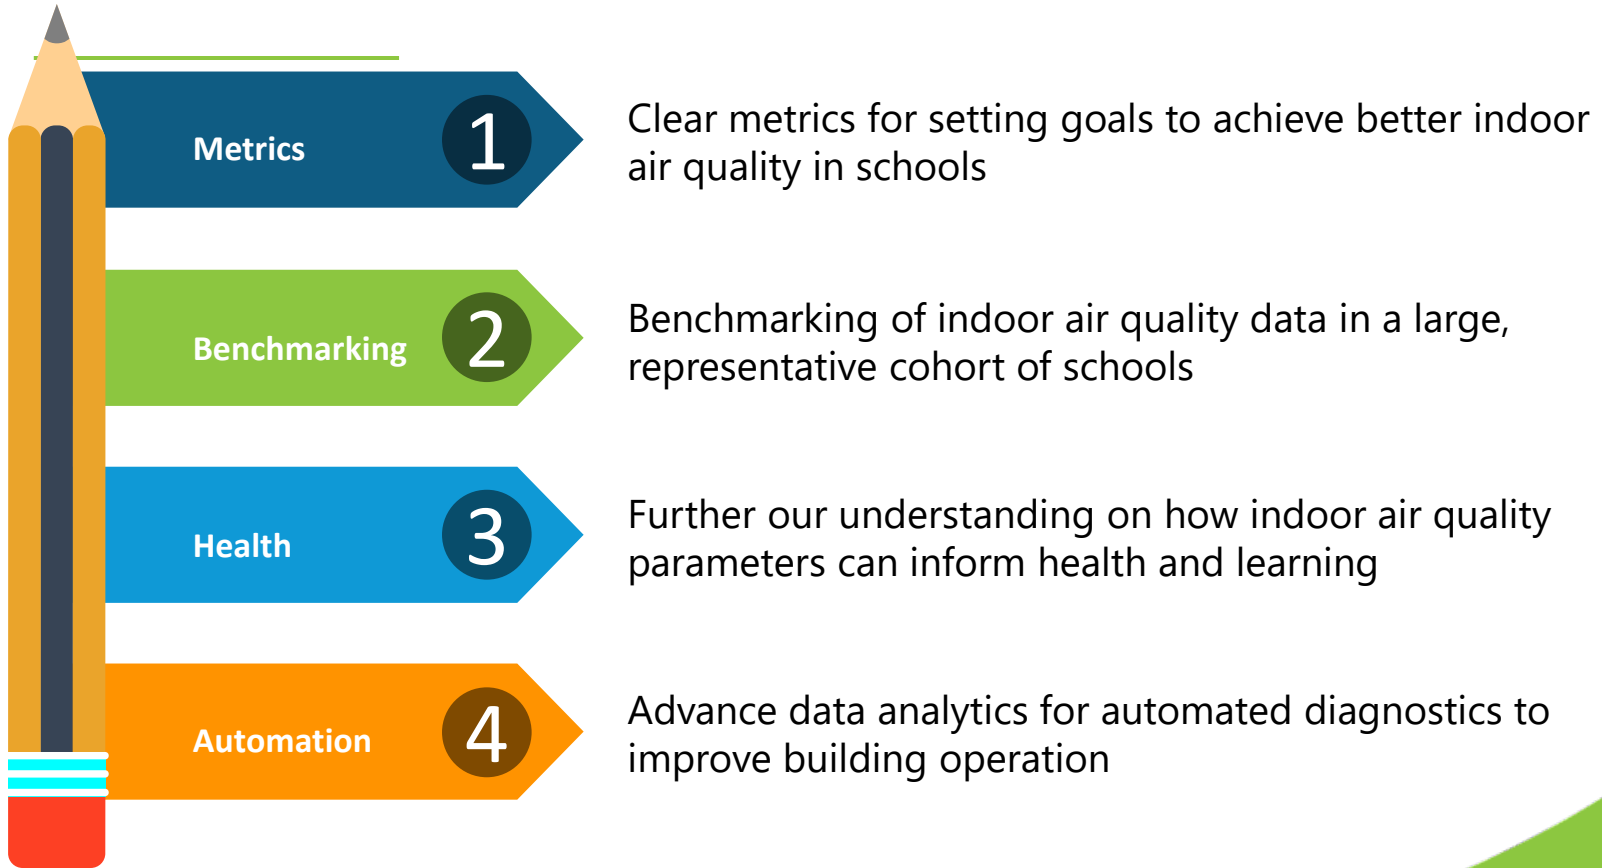 Metrics
1
Clear metrics for setting goals to achieve better indoor
air quality in schools
Benchmarking
2
Benchmarking of indoor air quality data in a large,
representative cohort of schools
Health
3
Further our understanding on how indoor air quality
parameters can inform health and learning
Automation
4
Advance data analytics for automated diagnostics to
improve building operation